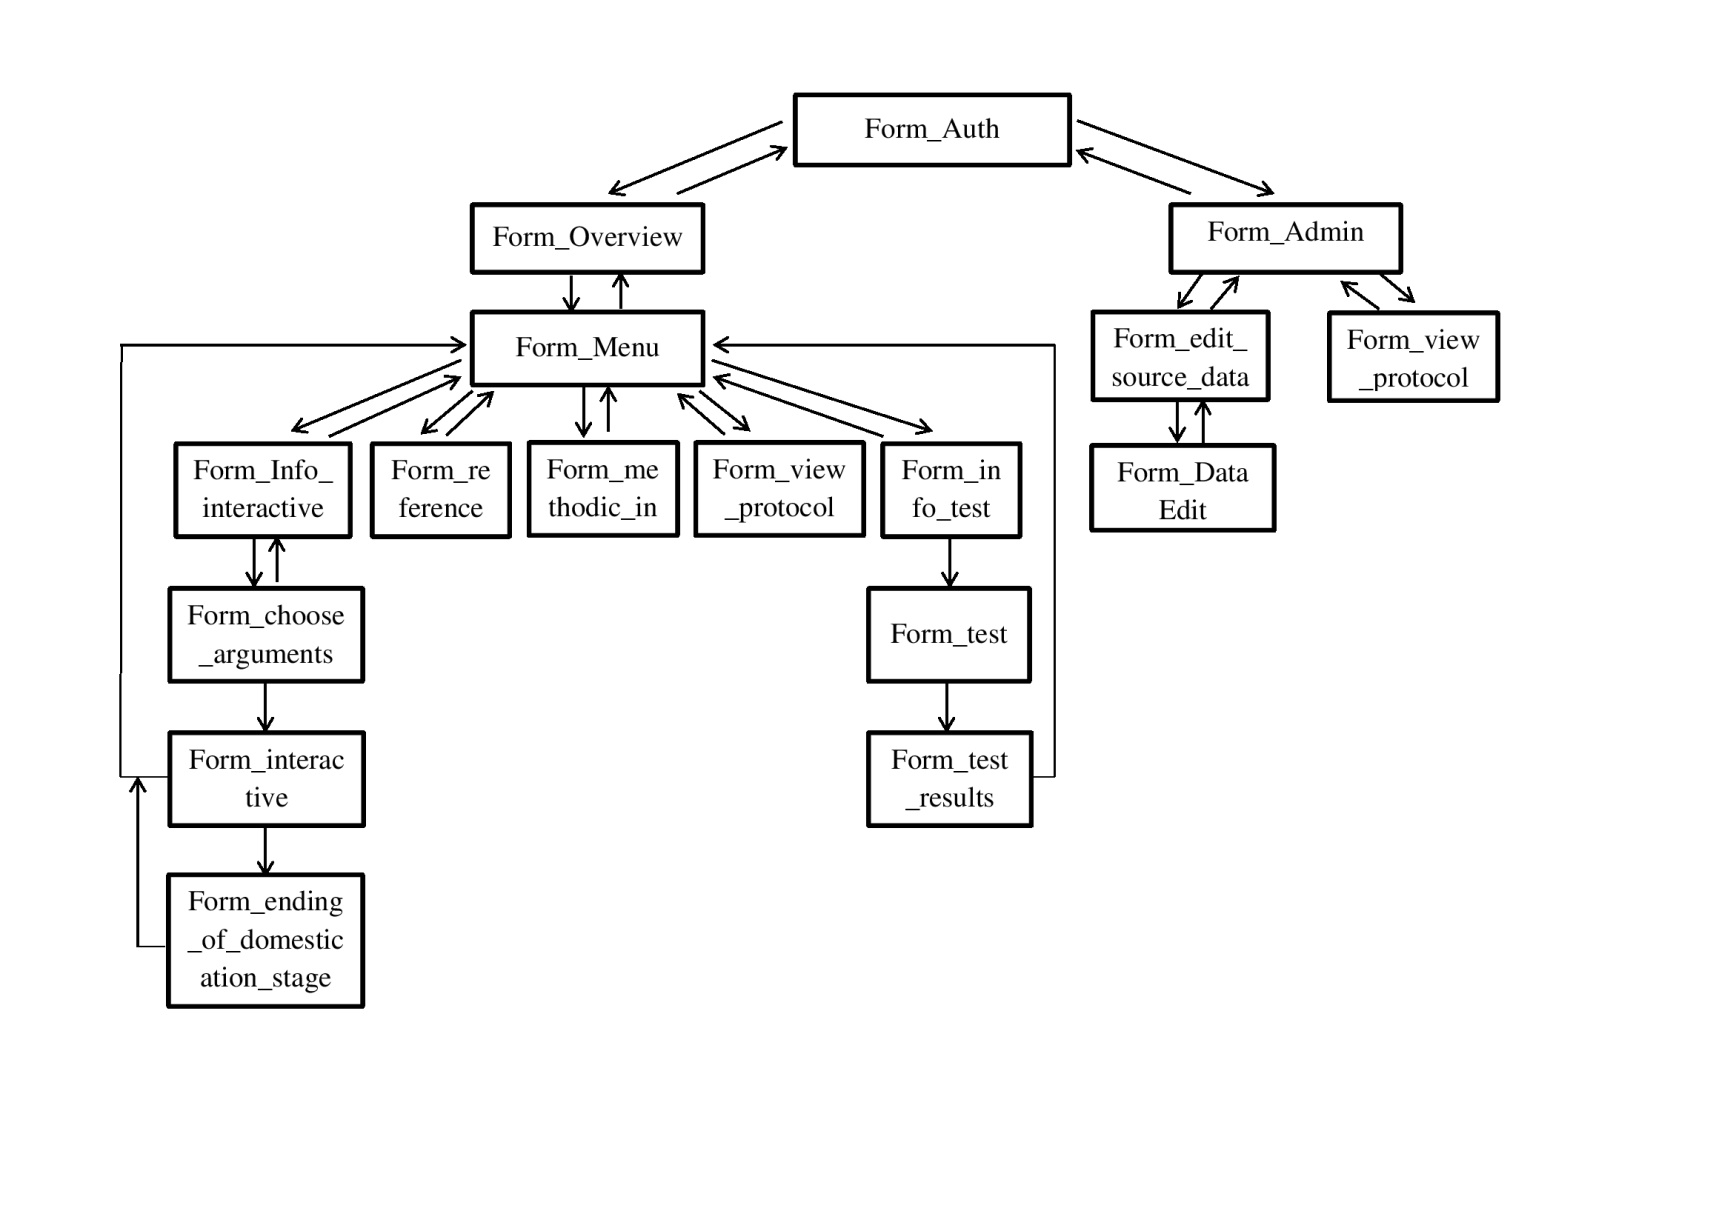 Form_Auth
Form_Overview
Form_Admin
Form_Menu
Form_edit_
source_data
Form_view
_protocol
Form_Info_
interactive
Form_re
ference
Form_me
thodic_in
Form_view
_protocol
Form_in
fo_test
Form_Data
Edit
Form_choose
_arguments
Form_test
Form_interac
tive
Form_test
_results
Form_ending
_of_domestic
ation_stage